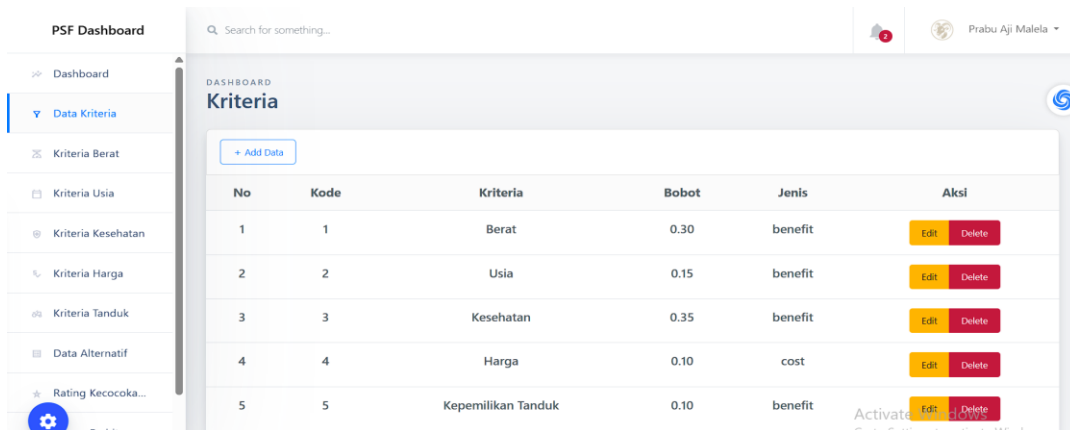 PSF Dashboard
Search for something...
2
Prabu Aji Malela
Dashboard
Data Kriteria
Kriteria Berat
Kriteria Usia
Kriteria Kesehatan
Kriteria Harga
Kriteria Tanduk
Data Alternatif
Rating Kecocoka...
DASHBOARD
Kriteria
+ Add Data
No Kode Kriteria Bobot Jenis Aksi
1 1 Berat 0.30 benefit Edit Delete
2 2 Usia 0.15 benefit Edit Delete
3 3 Kesehatan 0.35 benefit Edit Delete
4 4 Harga 0.10 cost Edit Delete
5 5 Kepemilikan Tanduk 0.10 benefit Edit Delete
Activate Windows